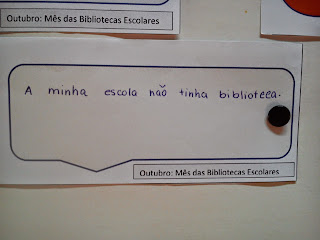 Outubro: Mês das Bibliotecas Escolares
A minha escola não tinha biblioteca.
Outubro: Mês das Bibliotecas Escolares